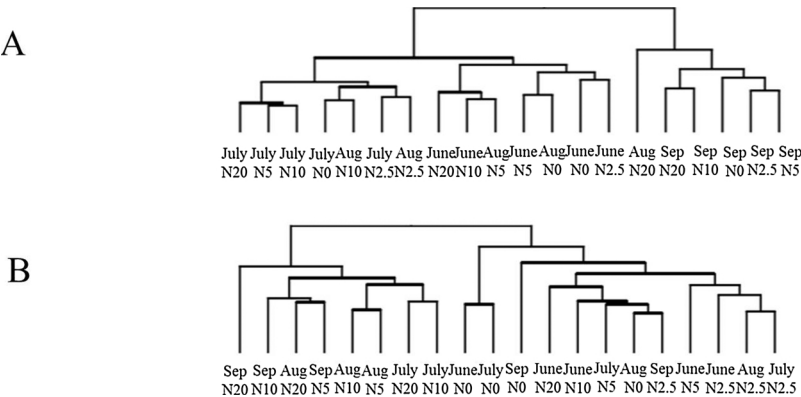 A
July July July July Aug July Aug June June Aug June Aug June June Aug Sep Sep Sep Sep Sep
N20 N5 N10 N0 N10 N2.5 N2.5 N20 N10 N5 N5 N0 N0 N2.5 N20 N20 N10 N0 N2.5 N5
B
Sep Sep Aug Sep Aug Aug July July June July Sep June June July Aug Sep June June Aug July
N20 N10 N20 N5 N10 N5 N20 N10 N0 N0 N0 N20 N10 N5 N0 N2.5 N5 N2.5 N2.5 N2.5